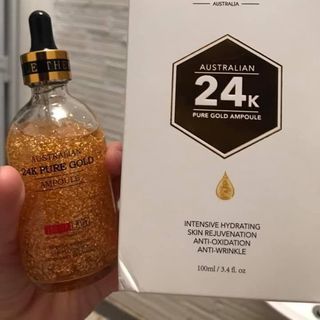 AUSTRALIA
AUSTRALIAN
24K
PURE GOLD AMPOULE
INTENSIVE HYDRATING
SKIN REJUVENATION
ANTI-OXIDATION
ANTI-WRINKLE
100ml / 3.4 fl. oz
E THE
AUSTRALIAN
24K PURE GOLD
AMPOULE